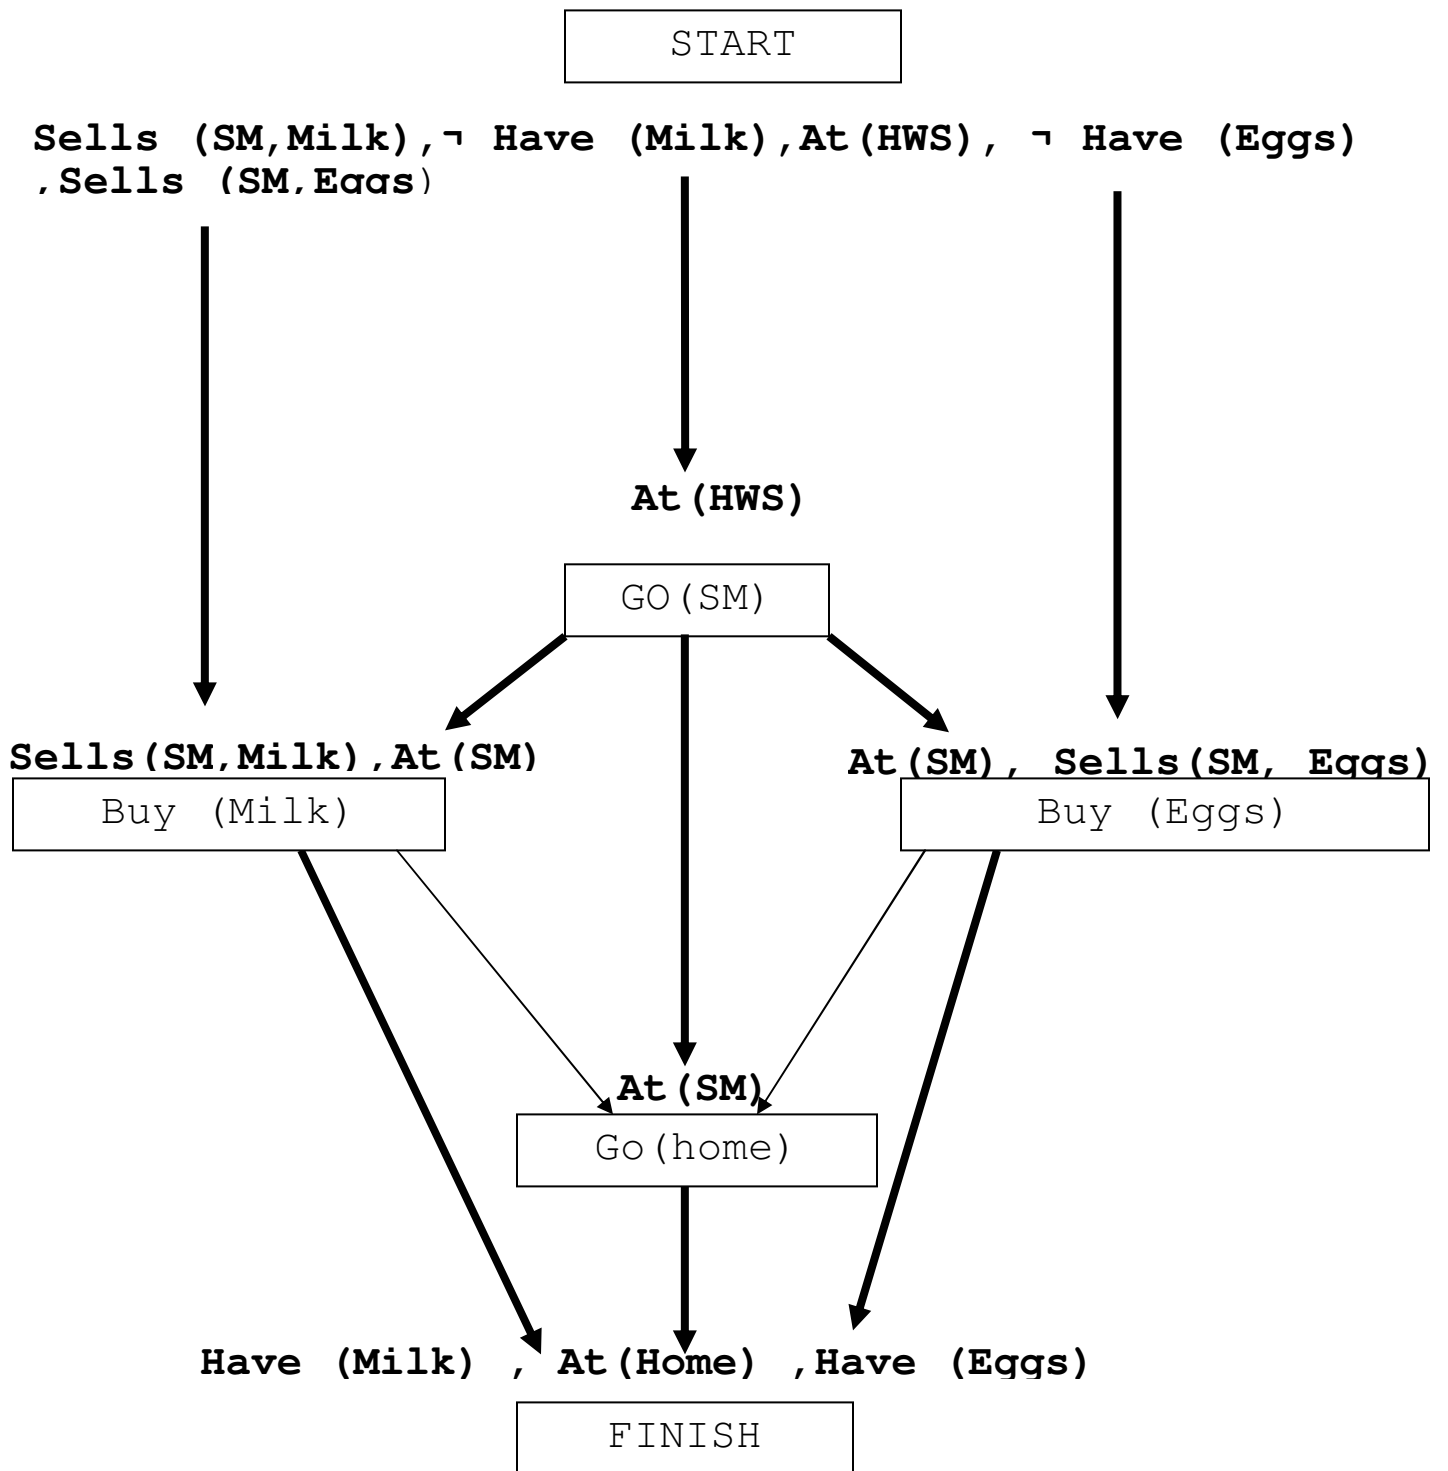 START
Sells (SM,Milk),¬ Have (Milk),At(HWS), ¬ Have (Eggs)
,Sells (SM,Eggs)
At(HWS)
GO(SM)
Sells(SM,Milk),At(SM)
At(SM), Sells(SM, Eggs)
Buy (Milk)
Buy (Eggs)
At(SM)
Go(home)
Have (Milk) , At(Home) ,Have (Eggs)
FINISH